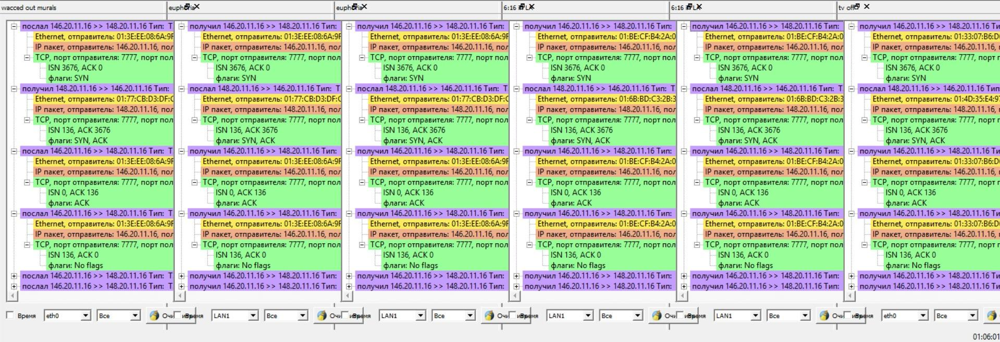 wacced out murals
послал 146.20.11.16 >> 148.20.11.16 Тип: T
Ethernet, отправитель: 01:3E:EE:08:6A:9F
IP пакет, отправитель: 146.20.11.16, пол
TCP, порт отправителя: 7777, порт пол
ISN 3676, ACK 0
флаги: SYN
получил 148.20.11.16 >> 146.20.11.16 Тип:
Ethernet, отправитель: 01:77:CB:D3:DF:C
IP пакет, отправитель: 148.20.11.16, пол
TCP, порт отправителя: 7777, порт пол
ISN 136, ACK 3676
флаги: SYN, ACK
послал 146.20.11.16 >> 148.20.11.16 Тип: T
Ethernet, отправитель: 01:3E:EE:08:6A:9F
IP пакет, отправитель: 146.20.11.16, пол
TCP, порт отправителя: 7777, порт пол
ISN 0, ACK 136
флаги: ACK
послал 146.20.11.16 >> 148.20.11.16 Тип: T
Ethernet, отправитель: 01:3E:EE:08:6A:9F
IP пакет, отправитель: 146.20.11.16, пол
TCP, порт отправителя: 7777, порт пол
ISN 136, ACK 0
флаги: No flags
послал 146.20.11.16 >> 148.20.11.16 Тип: T
послал 146.20.11.16 >> 148.20.11.16 Тип: T
Время eth0 Все
euphoria
получил 146.20.11.16 >> 148.20.11.16 Тип:
Ethernet, отправитель: 01:3E:EE:08:6A:9F
IP пакет, отправитель: 146.20.11.16, пол
TCP, порт отправителя: 7777, порт пол
ISN 3676, ACK 0
флаги: SYN
послал 148.20.11.16 >> 146.20.11.16 Тип: T
Ethernet, отправитель: 01:77:CB:D3:DF:C
IP пакет, отправитель: 148.20.11.16, пол
TCP, порт отправителя: 7777, порт пол
ISN 136, ACK 3676
флаги: SYN, ACK
получил 146.20.11.16 >> 148.20.11.16 Тип:
Ethernet, отправитель: 01:3E:EE:08:6A:9F
IP пакет, отправитель: 146.20.11.16, пол
TCP, порт отправителя: 7777, порт пол
ISN 0, ACK 136
флаги: ACK
получил 146.20.11.16 >> 148.20.11.16 Тип:
Ethernet, отправитель: 01:3E:EE:08:6A:9F
IP пакет, отправитель: 146.20.11.16, пол
TCP, порт отправителя: 7777, порт пол
ISN 136, ACK 0
флаги: No flags
получил 146.20.11.16 >> 148.20.11.16 Тип:
получил 146.20.11.16 >> 148.20.11.16 Тип:
LAN1 Все
euphoria
получил 146.20.11.16 >> 148.20.11.16 Тип:
Ethernet, отправитель: 01:3E:EE:08:6A:9F
IP пакет, отправитель: 146.20.11.16, пол
TCP, порт отправителя: 7777, порт пол
ISN 3676, ACK 0
флаги: SYN
послал 148.20.11.16 >> 146.20.11.16 Тип: T
Ethernet, отправитель: 01:77:CB:D3:DF:C
IP пакет, отправитель: 148.20.11.16, пол
TCP, порт отправителя: 7777, порт пол
ISN 136, ACK 3676
флаги: SYN, ACK
получил 146.20.11.16 >> 148.20.11.16 Тип:
Ethernet, отправитель: 01:3E:EE:08:6A:9F
IP пакет, отправитель: 146.20.11.16, пол
TCP, порт отправителя: 7777, порт пол
ISN 0, ACK 136
флаги: ACK
получил 146.20.11.16 >> 148.20.11.16 Тип:
Ethernet, отправитель: 01:3E:EE:08:6A:9F
IP пакет, отправитель: 146.20.11.16, пол
TCP, порт отправителя: 7777, порт пол
ISN 136, ACK 0
флаги: No flags
получил 146.20.11.16 >> 148.20.11.16 Тип:
получил 146.20.11.16 >> 148.20.11.16 Тип:
LAN1 Все
6:16
получил 146.20.11.16 >> 148.20.11.16 Тип:
Ethernet, отправитель: 01:BE:CF:B4:2A:0
IP пакет, отправитель: 146.20.11.16, пол
TCP, порт отправителя: 7777, порт пол
ISN 3676, ACK 0
флаги: SYN
послал 148.20.11.16 >> 146.20.11.16 Тип: T
Ethernet, отправитель: 01:6B:BD:C3:2B:3
IP пакет, отправитель: 148.20.11.16, пол
TCP, порт отправителя: 7777, порт пол
ISN 136, ACK 3676
флаги: SYN, ACK
получил 146.20.11.16 >> 148.20.11.16 Тип:
Ethernet, отправитель: 01:BE:CF:B4:2A:0
IP пакет, отправитель: 146.20.11.16, пол
TCP, порт отправителя: 7777, порт пол
ISN 0, ACK 136
флаги: ACK
получил 146.20.11.16 >> 148.20.11.16 Тип:
Ethernet, отправитель: 01:BE:CF:B4:2A:0
IP пакет, отправитель: 146.20.11.16, пол
TCP, порт отправителя: 7777, порт пол
ISN 136, ACK 0
флаги: No flags
получил 146.20.11.16 >> 148.20.11.16 Тип:
получил 146.20.11.16 >> 148.20.11.16 Тип:
LAN1 Все
6:16
получил 146.20.11.16 >> 148.20.11.16 Тип:
Ethernet, отправитель: 01:BE:CF:B4:2A:0
IP пакет, отправитель: 146.20.11.16, пол
TCP, порт отправителя: 7777, порт пол
ISN 3676, ACK 0
флаги: SYN
послал 148.20.11.16 >> 146.20.11.16 Тип: T
Ethernet, отправитель: 01:6B:BD:C3:2B:3
IP пакет, отправитель: 148.20.11.16, пол
TCP, порт отправителя: 7777, порт пол
ISN 136, ACK 3676
флаги: SYN, ACK
получил 146.20.11.16 >> 148.20.11.16 Тип:
Ethernet, отправитель: 01:BE:CF:B4:2A:0
IP пакет, отправитель: 146.20.11.16, пол
TCP, порт отправителя: 7777, порт пол
ISN 0, ACK 136
флаги: ACK
получил 146.20.11.16 >> 148.20.11.16 Тип:
Ethernet, отправитель: 01:BE:CF:B4:2A:0
IP пакет, отправитель: 146.20.11.16, пол
TCP, порт отправителя: 7777, порт пол
ISN 136, ACK 0
флаги: No flags
получил 146.20.11.16 >> 148.20.11.16 Тип:
получил 146.20.11.16 >> 148.20.11.16 Тип:
LAN1 Все
tv off
получил 146.20.11.16 >> 148.20.11.16 Ти
Ethernet, отправитель: 01:33:07:B6:D
IP пакет, отправитель: 146.20.11.16,
TCP, порт отправителя: 7777, порт г
ISN 3676, ACK 0
флаги: SYN
послал 148.20.11.16 >> 146.20.11.16 Тип
Ethernet, отправитель: 01:4D:35:E4:97
IP пакет, отправитель: 148.20.11.16,
TCP, порт отправителя: 7777, порт г
ISN 136, ACK 3676
флаги: SYN, ACK
получил 146.20.11.16 >> 148.20.11.16 Ти
Ethernet, отправитель: 01:33:07:B6:D
IP пакет, отправитель: 146.20.11.16,
TCP, порт отправителя: 7777, порт г
ISN 0, ACK 136
флаги: ACK
получил 146.20.11.16 >> 148.20.11.16 Ти
Ethernet, отправитель: 01:33:07:B6:D
IP пакет, отправитель: 146.20.11.16,
TCP, порт отправителя: 7777, порт г
ISN 136, ACK 0
флаги: No flags
получил 146.20.11.16 >> 148.20.11.16 Ти
получил 146.20.11.16 >> 148.20.11.16 Ти
eth0 Все
01:06:01